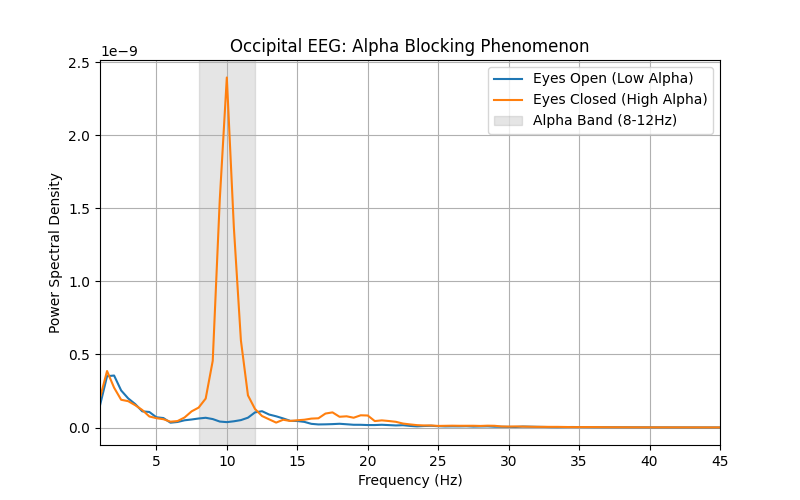 Occipital EEG: Alpha Blocking Phenomenon
1e−9
2.5
2.0
1.5
1.0
0.5
0.0
Power Spectral Density
Eyes Open (Low Alpha)
Eyes Closed (High Alpha)
Alpha Band (8-12Hz)
5 10 15 20 25 30 35 40 45
Frequency (Hz)